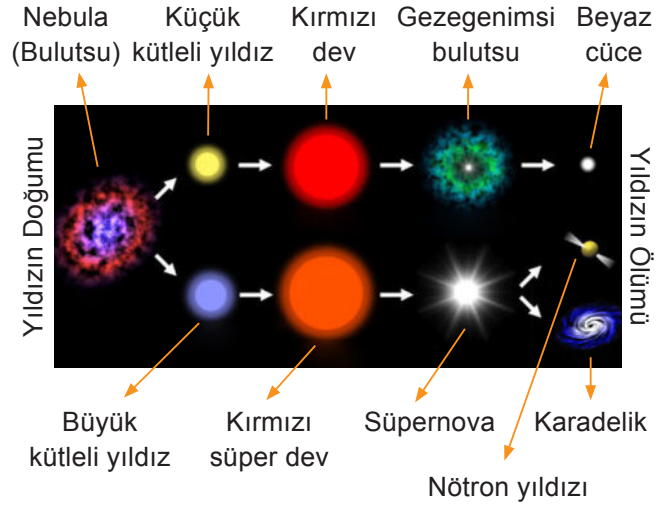 Nebula
(Bulutsu)
Küçük
kütleli yıldız
Kırmızı
dev
Gezegenimsi
bulutsu
Beyaz
cüce
Yıldızın Doğumu
Yıldızın Ölümü
Büyük
kütleli yıldız
Kırmızı
süper dev
Süpernova
Karadelik
Nötron yıldızı